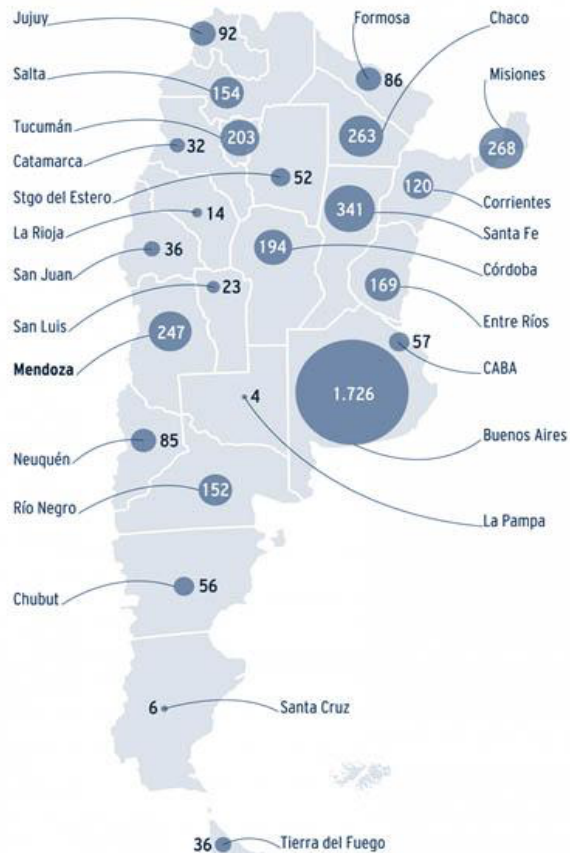 Jujuy
92
Formosa
86
Chaco
Salta
154
Misiones
268
Tucumán
203
263
Catamarca
32
Stgo del Estero
52
120
Corrientes
La Rioja
14
341
Santa Fe
San Juan
36
194
Córdoba
San Luis
23
169
Entre Ríos
Mendoza
247
57
CABA
4
1.726
Buenos Aires
Neuquén
85
Río Negro
152
La Pampa
Chubut
56
6
Santa Cruz
36
Tierra del Fuego